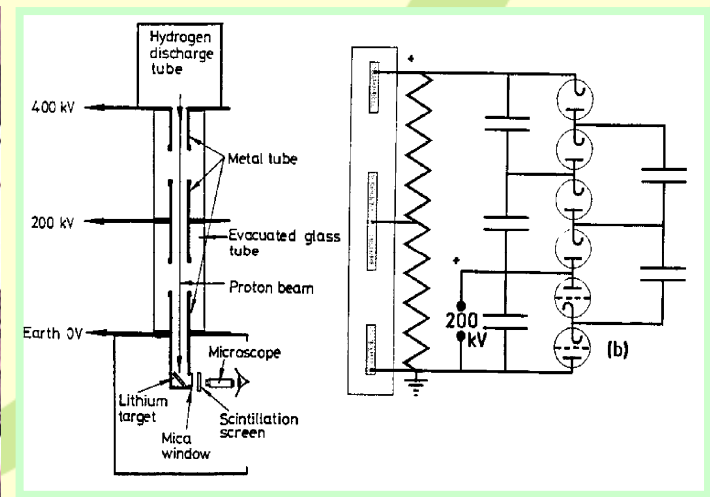 Hydrogen
discharge
tube
400 kV
Metal tube
200 kV
Evacuated glass
tube
Proton beam
Earth 0V
Microscope
Lithium
target
Mica
window
Scintillation
screen
+
+
200
kV
(b)